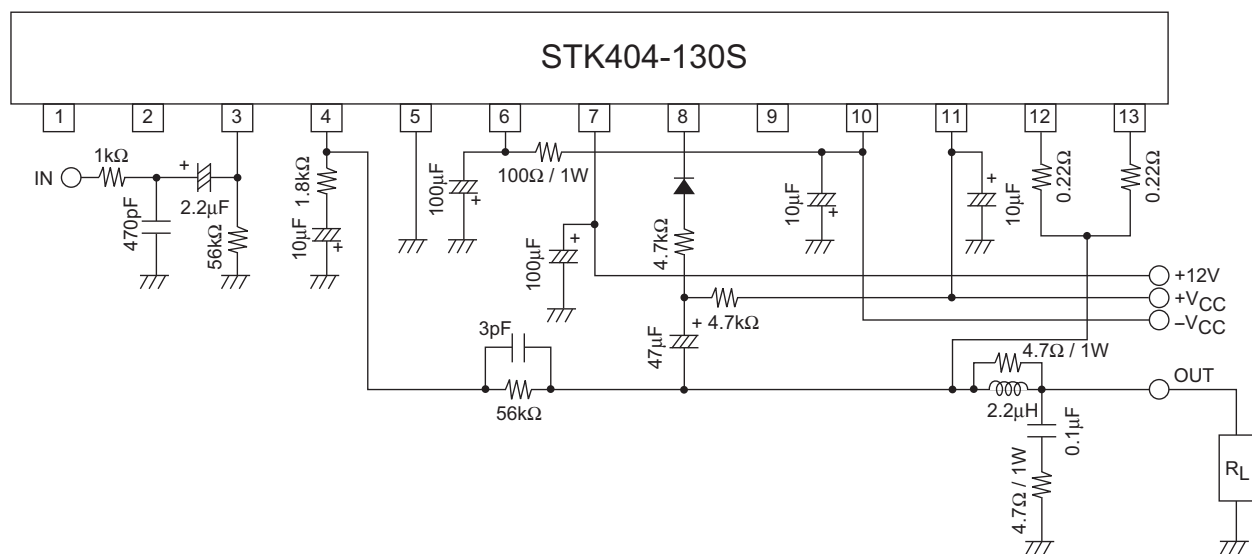 STK404-130S
1 2 3 4 5 6 7 8 9 10 11 12 13
IN
1kΩ
470pF
+
2.2μF
56kΩ
1.8kΩ
10μF
+
100μF
+
100Ω / 1W
100μF
+
4.7kΩ
10μF
+
+
10μF
0.22Ω
0.22Ω
+12V
+VCC
–VCC
+ 4.7kΩ
47μF
3pF
56kΩ
4.7Ω / 1W
2.2μH
OUT
0.1μF
4.7Ω / 1W
RL